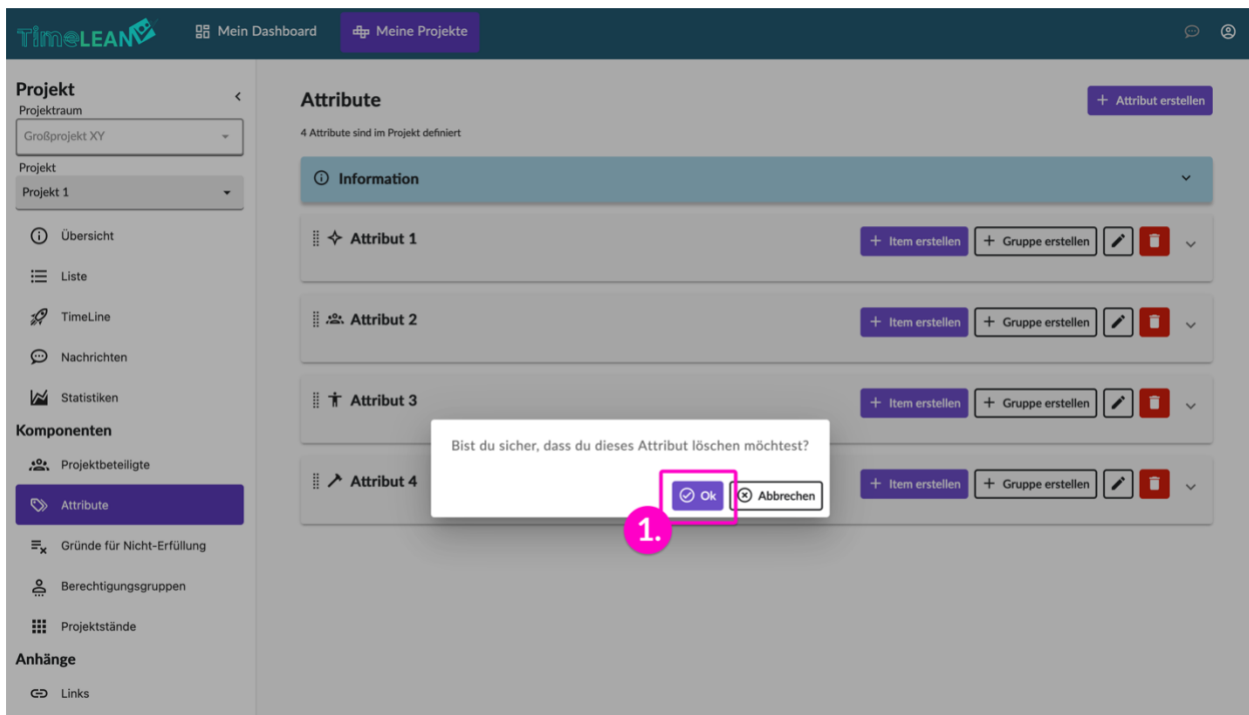 TimeLEAN
Mein Dashboard
Meine Projekte
Projekt
Projektraum
Großprojekt XY
Projekt
Projekt 1
Übersicht
Liste
TimeLine
Nachrichten
Statistiken
Komponenten
Projektbeteiligte
Attribute
Gründe für Nicht-Erfüllung
Berechtigungsgruppen
Projektstände
Anhänge
Links
Attribute
+ Attribut erstellen
4 Attribute sind im Projekt definiert
Information
Attribut 1
+ Item erstellen
+ Gruppe erstellen
Attribut 2
+ Item erstellen
+ Gruppe erstellen
Attribut 3
+ Item erstellen
+ Gruppe erstellen
Attribut 4
+ Item erstellen
+ Gruppe erstellen
Bist du sicher, dass du dieses Attribut löschen möchtest?
Ok
Abbrechen
1.